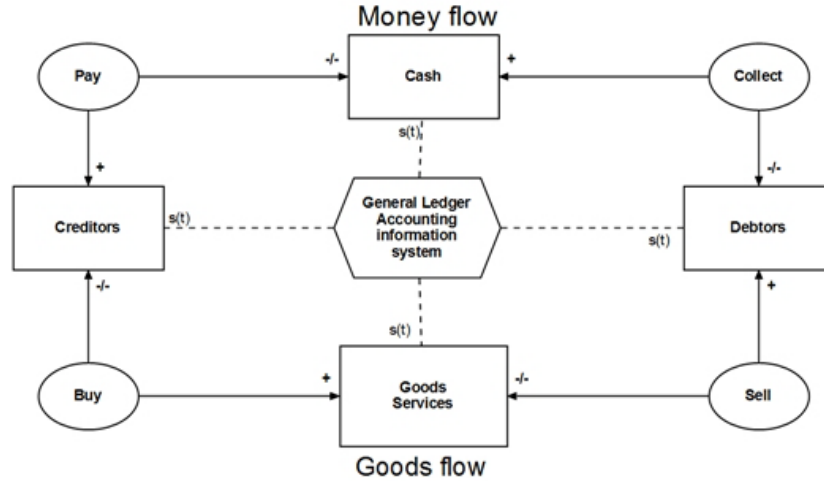 Money flow
Pay
-/-
Cash
+
Collect
s(t)
+
-/-
Creditors
s(t)
General Ledger
Accounting
information
system
s(t)
Debtors
-/-
+
s(t)
Buy
+
Goods
Services
-/-
Sell
Goods flow